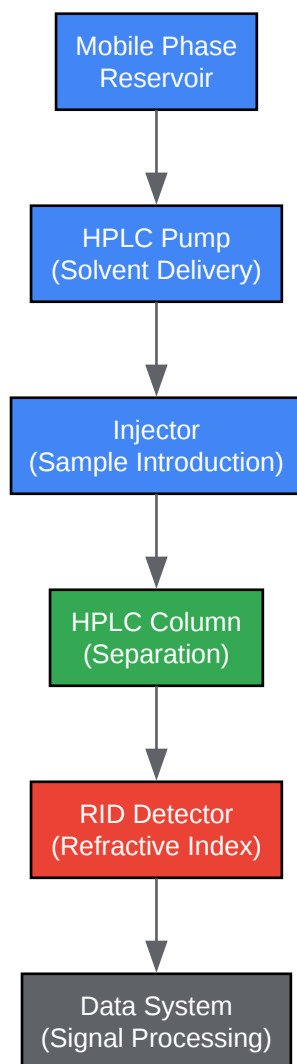 Mobile Phase
Reservoir
HPLC Pump
(Solvent Delivery)
Injector
(Sample Introduction)
HPLC Column
(Separation)
RID Detector
(Refractive Index)
Data System
(Signal Processing)